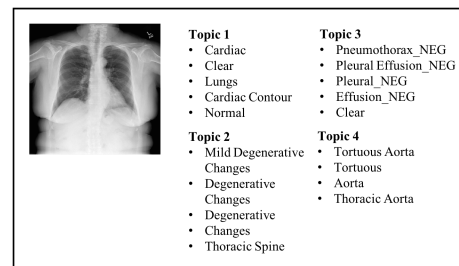 Topic 1
• Cardiac
• Clear
• Lungs
• Cardiac Contour
• Normal
Topic 2
• Mild Degenerative
Changes
• Degenerative
Changes
• Degenerative
• Changes
• Thoracic Spine
Topic 3
• Pneumothorax_NEG
• Pleural Effusion_NEG
• Pleural_NEG
• Effusion_NEG
• Clear
Topic 4
• Tortuous Aorta
• Tortuous
• Aorta
• Thoracic Aorta